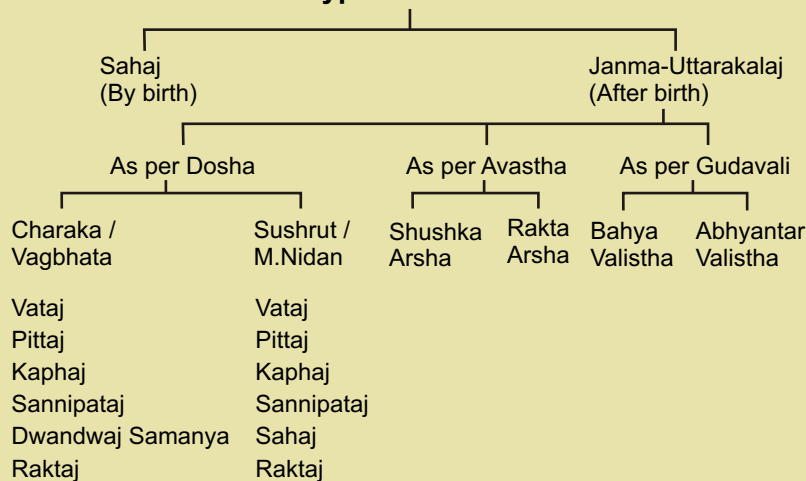 Sahaj
(By birth)
Janma-Uttarakalaj
(After birth)
As per Dosha
As per Avastha
As per Gudavali
Charaka /
Vagbhata
Sushrut /
M.Nidan
Shushka
Arsha
Rakta
Arsha
Bahya
Valistha
Abhyantar
Valistha
Vataj
Pittaj
Kaphaj
Sannipataj
Dwandwaj Samanya
Raktaj
Vataj
Pittaj
Kaphaj
Sannipataj
Sahaj
Raktaj